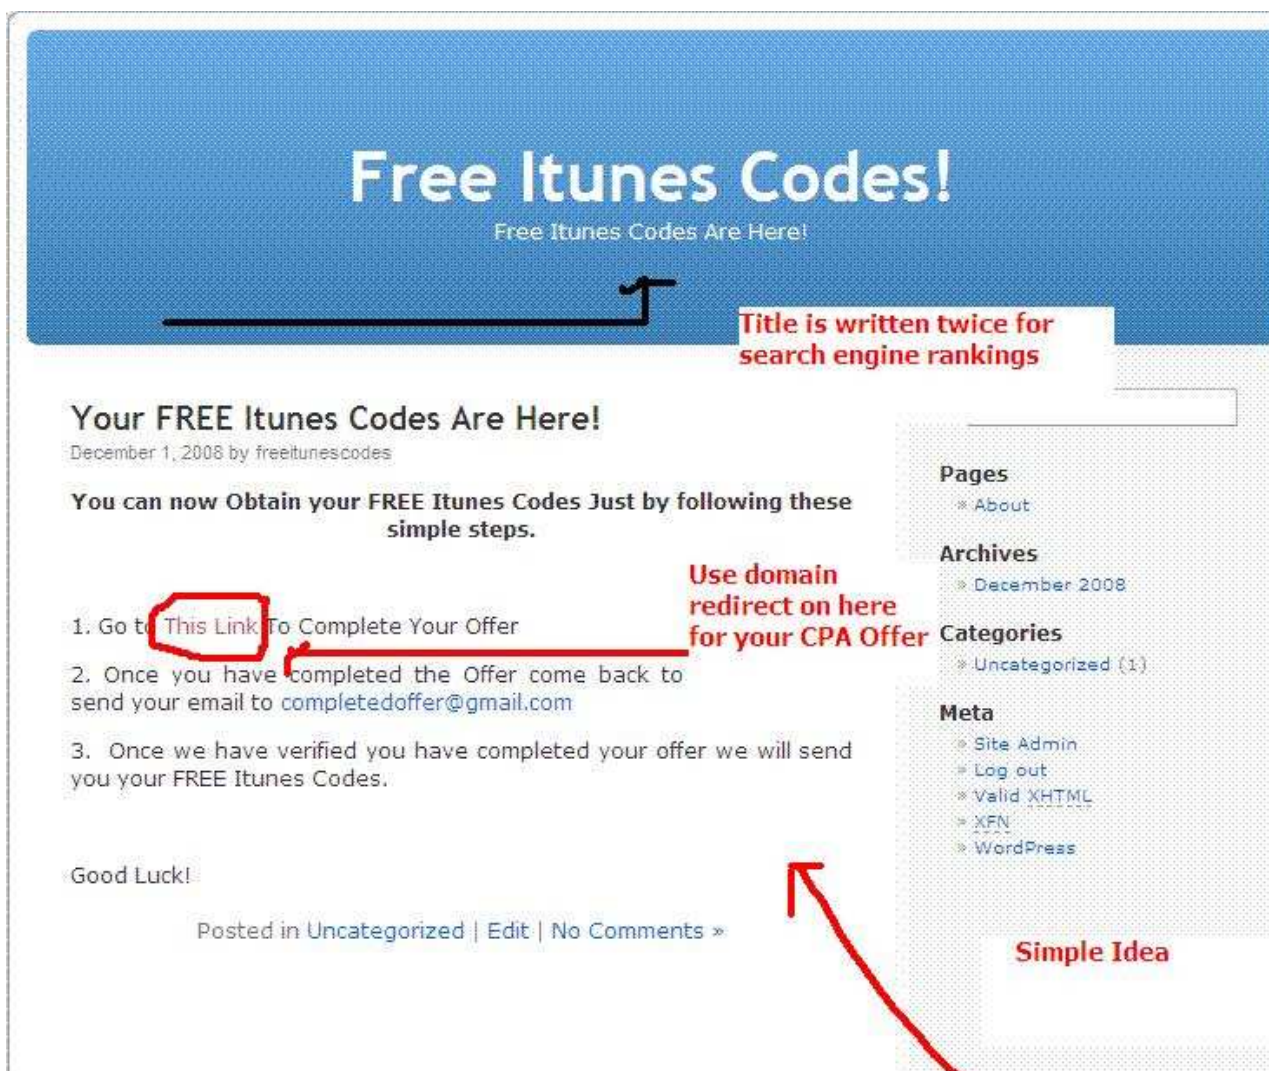 Free Itunes Codes!
Free Itunes Codes Are Here!
Title is written twice for
search engine rankings
Your FREE Itunes Codes Are Here!
December 1, 2008 by freeitunescodes
You can now Obtain your FREE Itunes Codes Just by following these
simple steps.
Use domain
redirect on here
for your CPA Offer
1. Go to This Link To Complete Your Offer
2. Once you have completed the Offer come back to
send your email to completedoffer@gmail.com
3. Once we have verified you have completed your offer we will send
you your FREE Itunes Codes.
Good Luck!
Posted in Uncategorized | Edit | No Comments »
Pages
» About
Archives
» December 2008
Categories
» Uncategorized (1)
Meta
» Site Admin
» Log out
» Valid XHTML
» XFN
» WordPress
Simple Idea